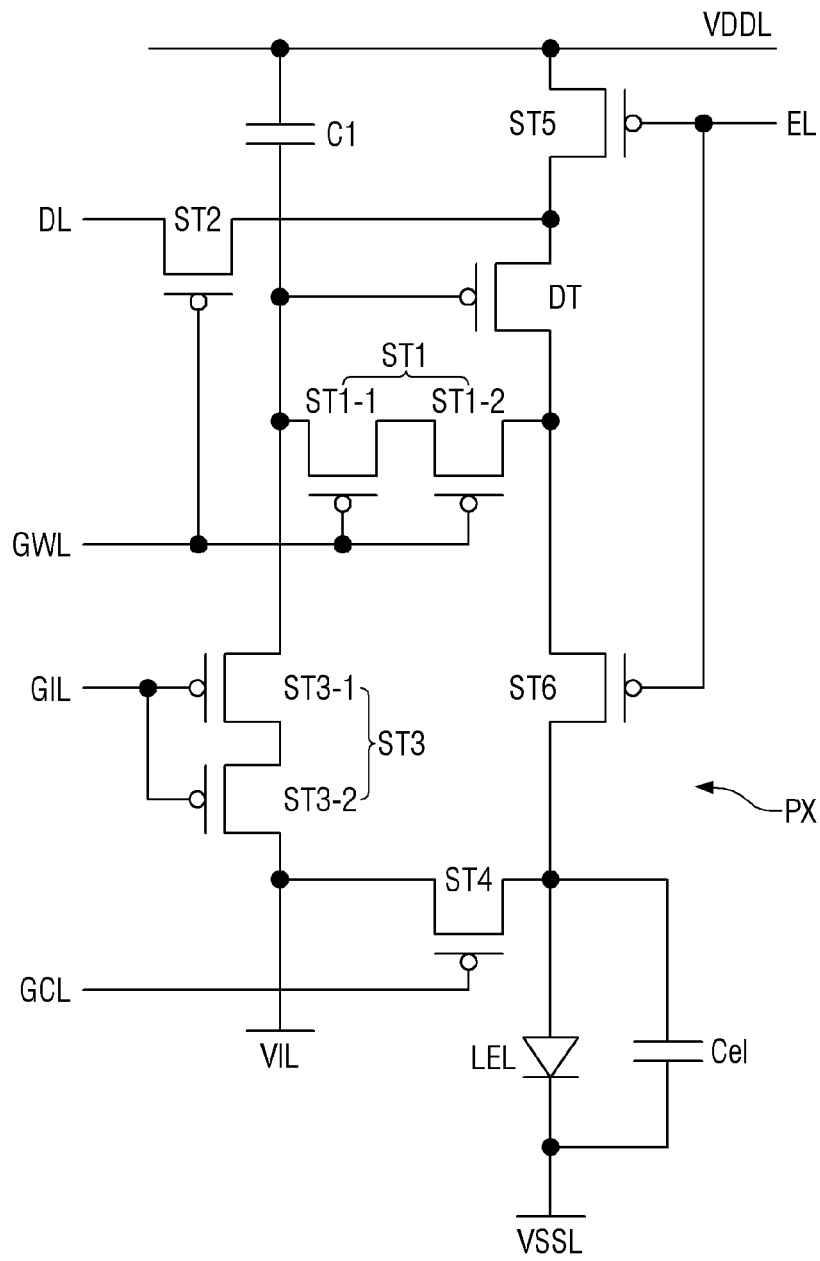 VDDL
C1
ST5
EL
DL
ST2
DT
ST1
ST1-1
ST1-2
GWL
GIL
ST3-1
ST6
ST3
ST3-2
PX
ST4
GCL
VIL
LEL
Cel
VSSL